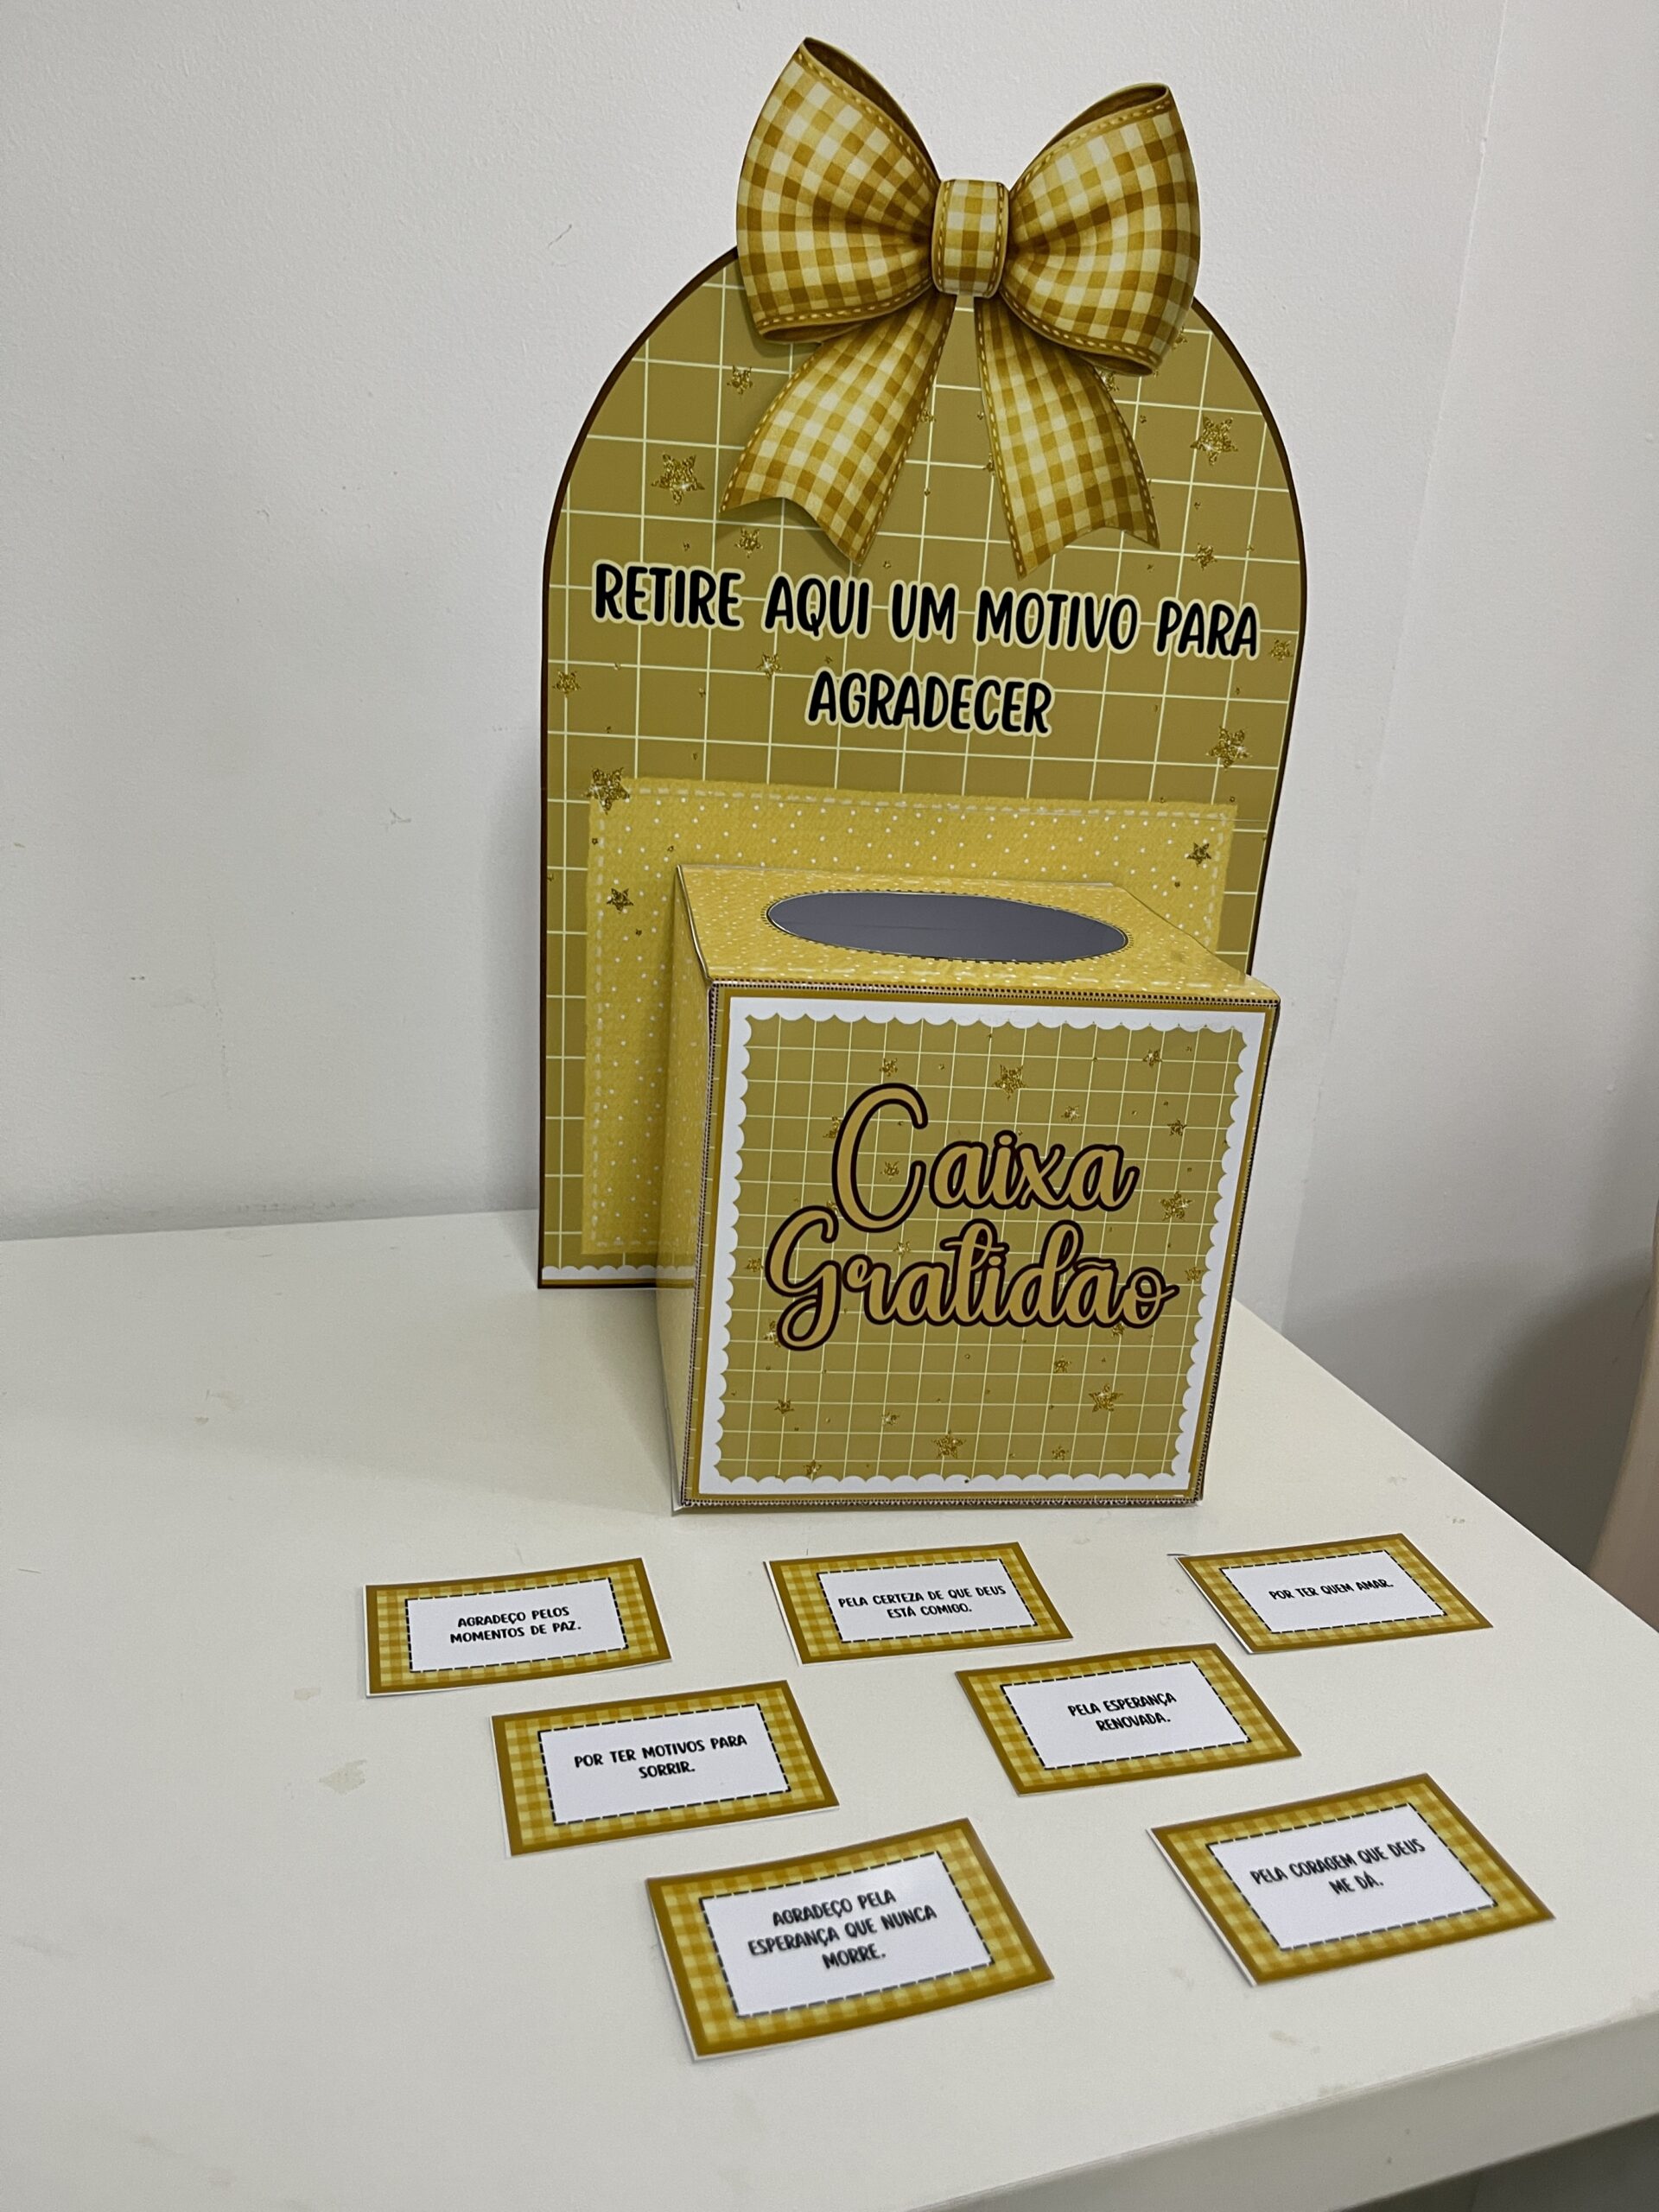 RETIRE AQUI UM MOTIVO PARA
AGRADECER
Caixa
Gratidão
AGRADEÇO PELOS
MOMENTOS DE PAZ.
PELA CERTEZA DE QUE DEUS
ESTÁ COMIGO.
POR TER QUEM AMAR.
POR TER MOTIVOS PARA
SORRIR.
PELA ESPERANÇA
RENOVADA.
AGRADEÇO PELA
ESPERANÇA QUE NUNCA
MORRE.
PELA CORAGEM QUE DEUS
ME DÁ.